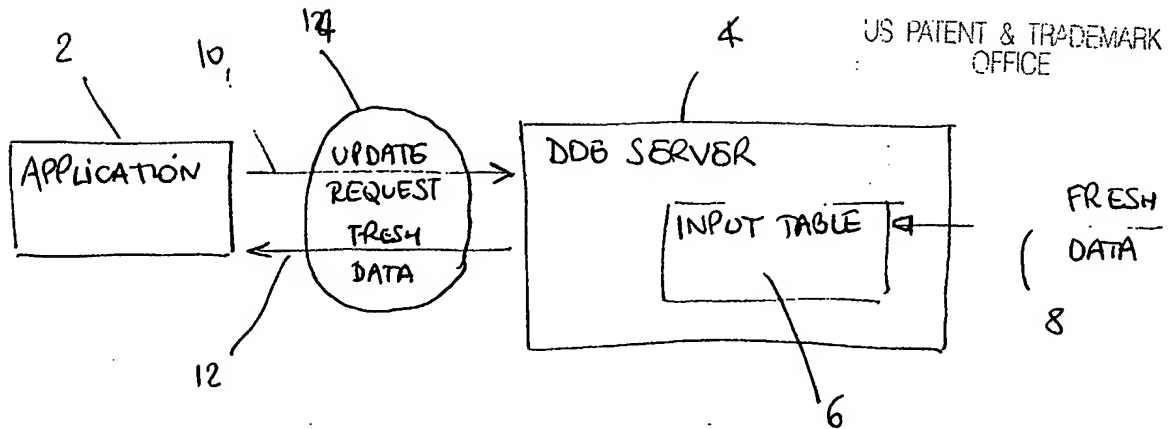 US PATENT & TRADEMARK
OFFICE
2
10
4
APPLICATION
UPDATE
REQUEST
FRESH
DATA
DDE SERVER
INPUT TABLE
FRESH
DATA
8
12
6